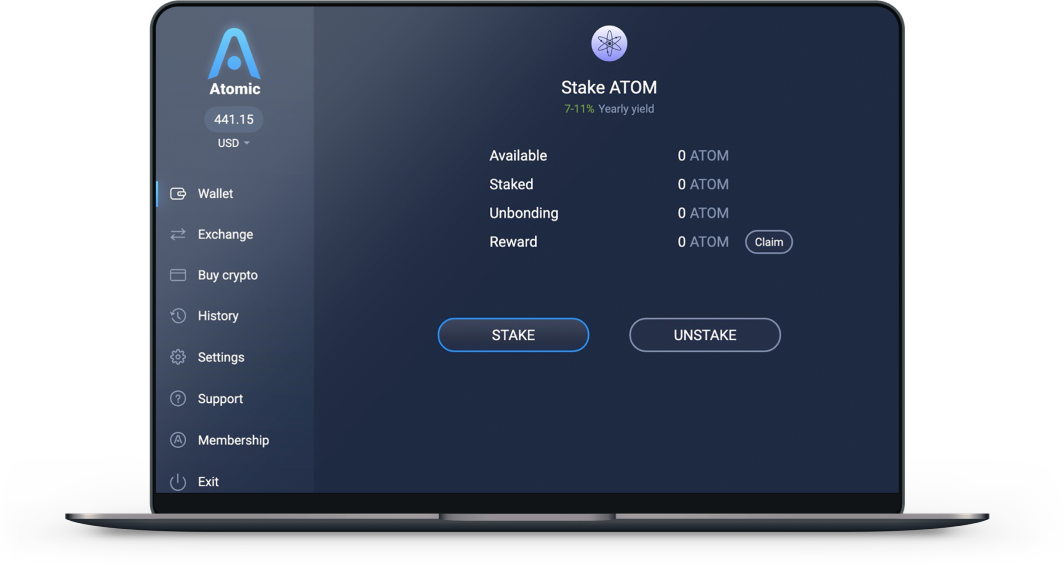 Atomic
441.15
USD
Wallet
Exchange
Buy crypto
History
Settings
Support
Membership
Exit
Stake ATOM
7-11% Yearly yield
Available 0 ATOM
Staked 0 ATOM
Unbonding 0 ATOM
Reward 0 ATOM Claim
STAKE UNSTAKE